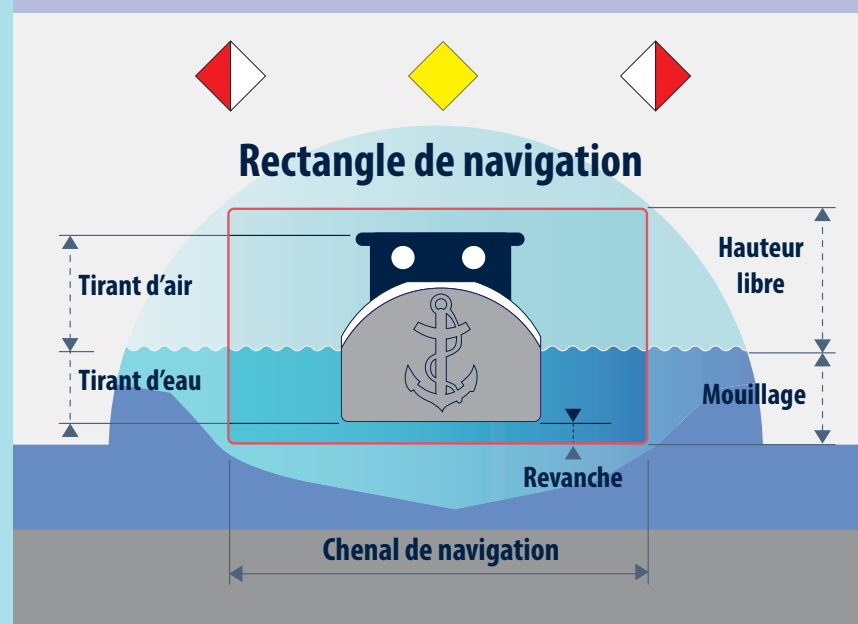 Rectangle de navigation
Hauteur
libre
Tirant d’air
Tirant d’eau
Mouillage
Revanche
Chenal de navigation